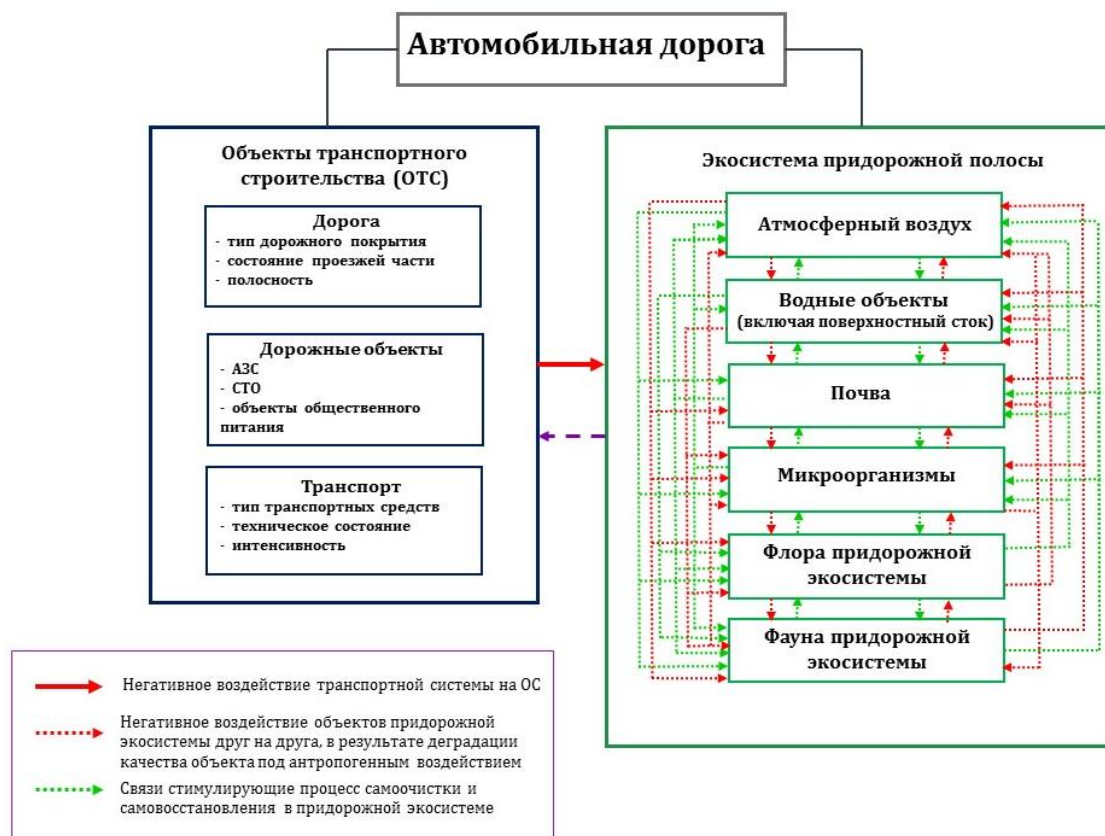 Автомобильная дорога
Объекты транспортного
строительства (ОТС)
Дорога
- тип дорожного покрытия
- состояние проезжей части
- полосность
Дорожные объекты
- АЗС
- СТО
- объекты общественного
питания
Транспорт
- тип транспортных средств
- техническое состояние
- интенсивность
Экосистема придорожной полосы
Атмосферный воздух
Водные объекты
(включая поверхностный сток)
Почва
Микроорганизмы
Флора придорожной
экосистемы
Фауна придорожной
экосистемы
Негативное воздействие транспортной системы на ОС
Негативное воздействие объектов придорожной
экосистемы друг на друга, в результате деградации
качества объекта под антропогенным воздействием
Связи стимулирующие процесс самоочистки и
самовосстановления в придорожной экосистеме